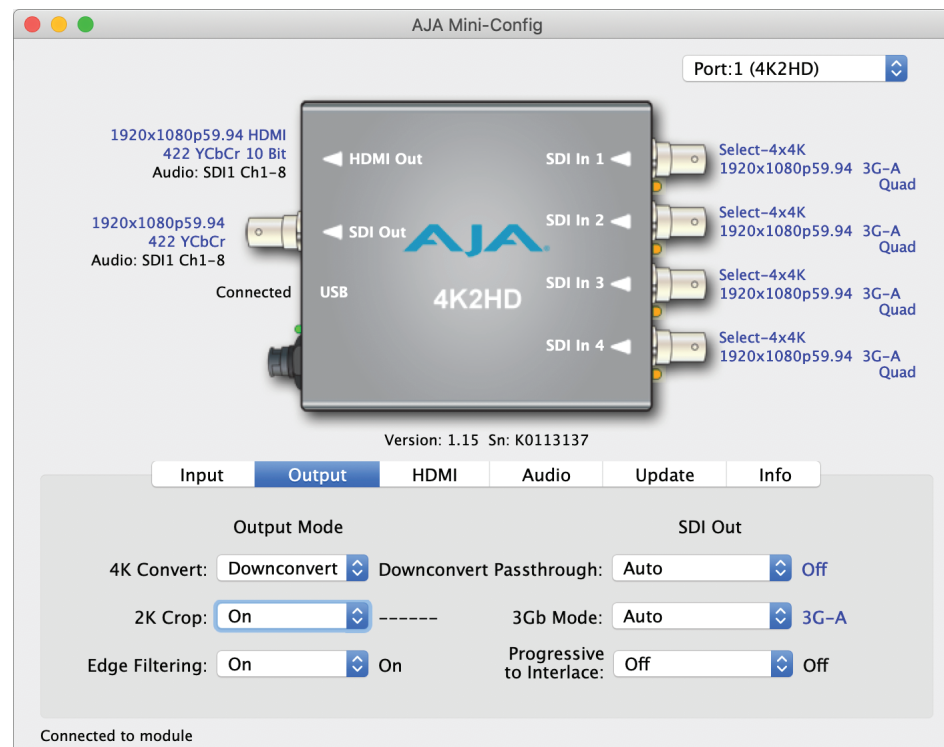 AJA Mini-Config
Port:1 (4K2HD)
1920x1080p59.94 HDMI
422 YCbCr 10 Bit
Audio: SDI1 Ch1-8
1920x1080p59.94
422 YCbCr
Audio: SDI1 Ch1-8
Connected
HDMI Out
SDI Out
USB
AJA
4K2HD
SDI In 1
SDI In 2
SDI In 3
SDI In 4
Select-4x4K
1920x1080p59.94 3G-A
Quad
Select-4x4K
1920x1080p59.94 3G-A
Quad
Select-4x4K
1920x1080p59.94 3G-A
Quad
Select-4x4K
1920x1080p59.94 3G-A
Quad
Version: 1.15 Sn: K0113137
Input Output HDMI Audio Update Info
Output Mode
4K Convert: Downconvert
2K Crop: On ------
Edge Filtering: On On
SDI Out
Downconvert Passthrough: Auto Off
3Gb Mode: Auto 3G-A
Progressive
to Interlace: Off Off
Connected to module